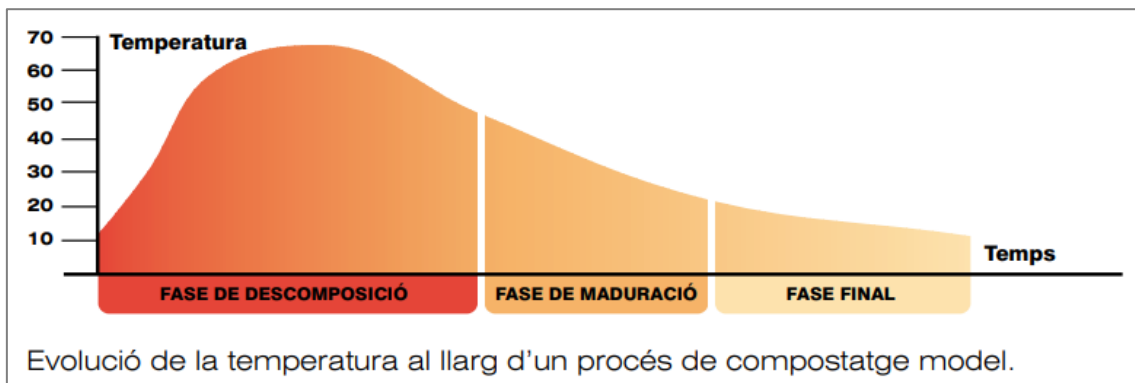 Temperatura
70
60
50
40
30
20
10
Temps
FASE DE DESCOMPOSICIÓ
FASE DE MADURACIÓ
FASE FINAL
Evolució de la temperatura al llarg d'un procés de compostatge model.